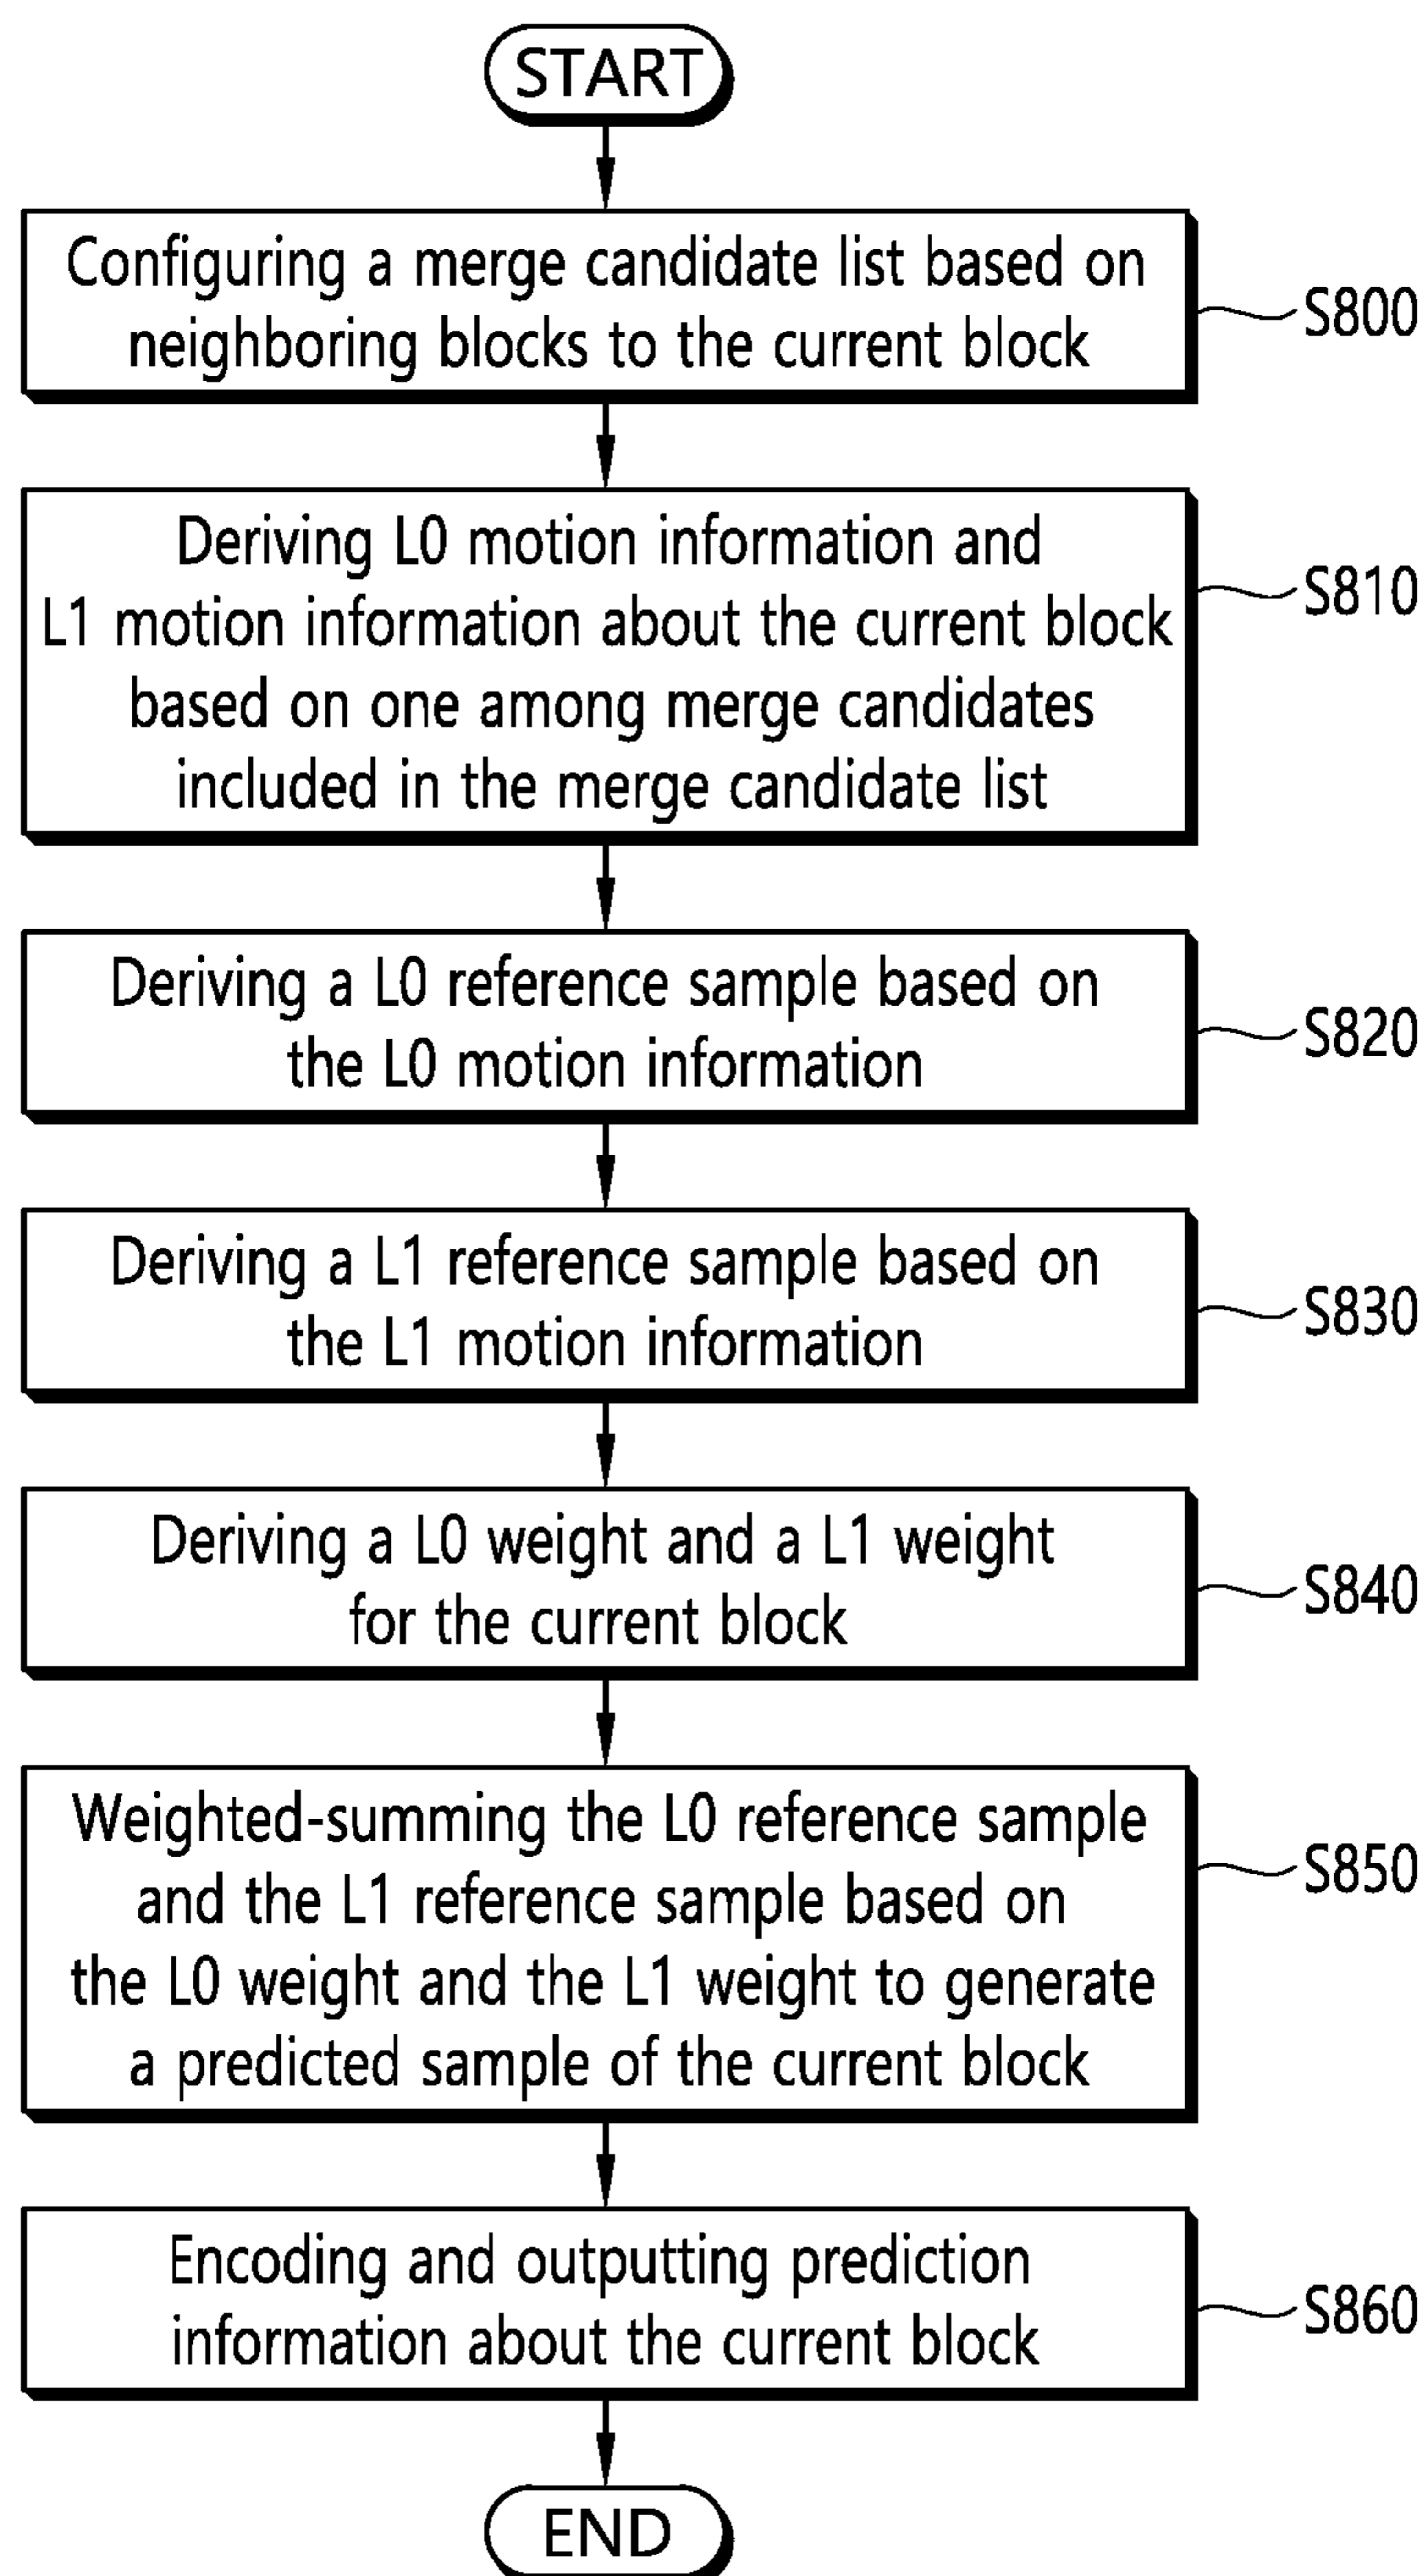 START
Configuring a merge candidate list based on
neighboring blocks to the current block
S800
Deriving L0 motion information and
L1 motion information about the current block
based on one among merge candidates
included in the merge candidate list
S810
Deriving a L0 reference sample based on
the L0 motion information
S820
Deriving a L1 reference sample based on
the L1 motion information
S830
Deriving a L0 weight and a L1 weight
for the current block
S840
Weighted-summing the L0 reference sample
and the L1 reference sample based on
the L0 weight and the L1 weight to generate
a predicted sample of the current block
S850
Encoding and outputting prediction
information about the current block
S860
END